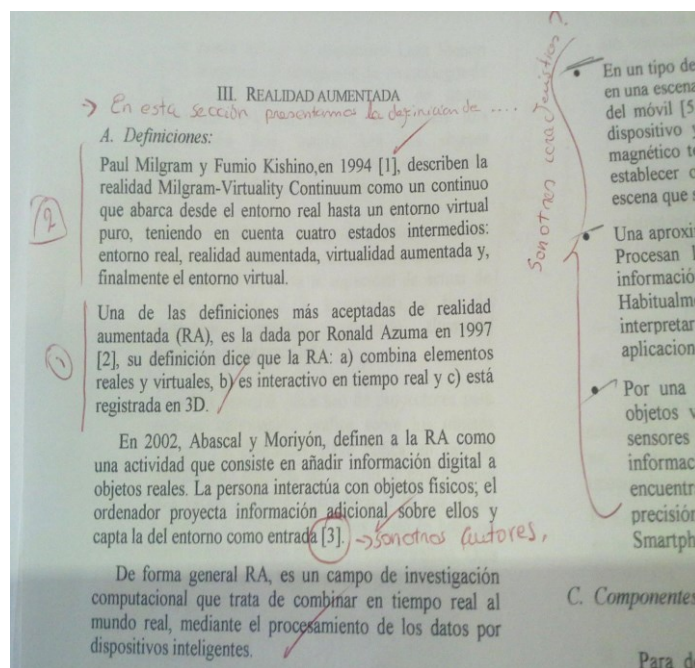 III. REALIDAD AUMENTADA
→ En esta sección presentamos la definición de ....
A. Definiciones:
Paul Milgram y Fumio Kishino,en 1994 [1], describen la
realidad Milgram-Virtuality Continuum como un continuo
que abarca desde el entorno real hasta un entorno virtual
puro, teniendo en cuenta cuatro estados intermedios:
entorno real, realidad aumentada, virtualidad aumentada y,
finalmente el entorno virtual.
2
Una de las definiciones más aceptadas de realidad
aumentada (RA), es la dada por Ronald Azuma en 1997
[2], su definición dice que la RA: a) combina elementos
reales y virtuales, b) es interactivo en tiempo real y c) está
registrada en 3D.
1
En 2002, Abascal y Moriyón, definen a la RA como
una actividad que consiste en añadir información digital a
objetos reales. La persona interactúa con objetos físicos; el
ordenador proyecta información adicional sobre ellos y
capta la del entorno como entrada [3]. → son otros autores,
De forma general RA, es un campo de investigación
computacional que trata de combinar en tiempo real al
mundo real, mediante el procesamiento de los datos por
dispositivos inteligentes.
Son otras características?
• En un tipo de
en una escena
del móvil [5
dispositivo
magnético
establecer
escena que
• Una aproxi
Procesan
informació
Habitualm
interpretar
aplicacion
• Por una
objetos v
sensores
informac
encuentr
precisión
Smartph
C. Componentes
Para d